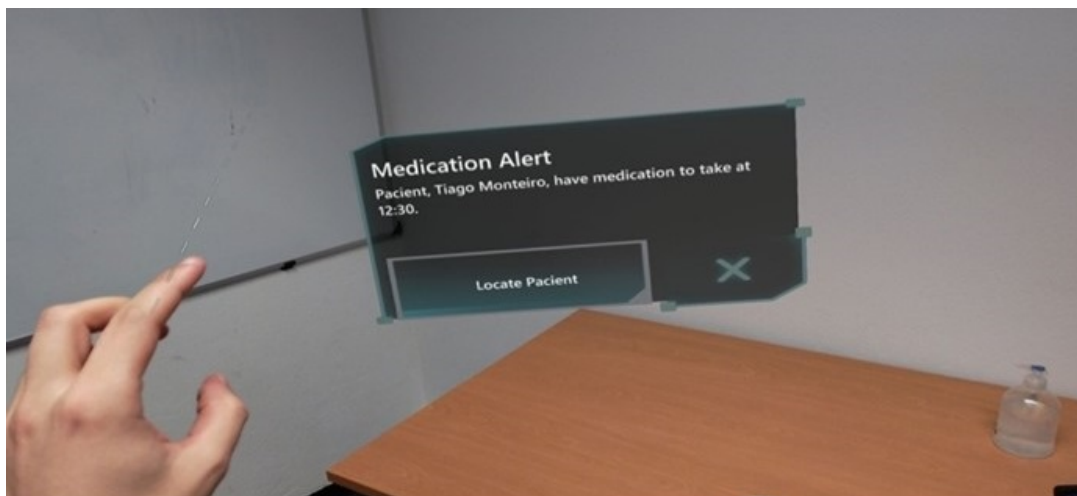 Medication Alert
Pacient, Tiago Monteiro, have medication to take at
12:30.
Locate Pacient